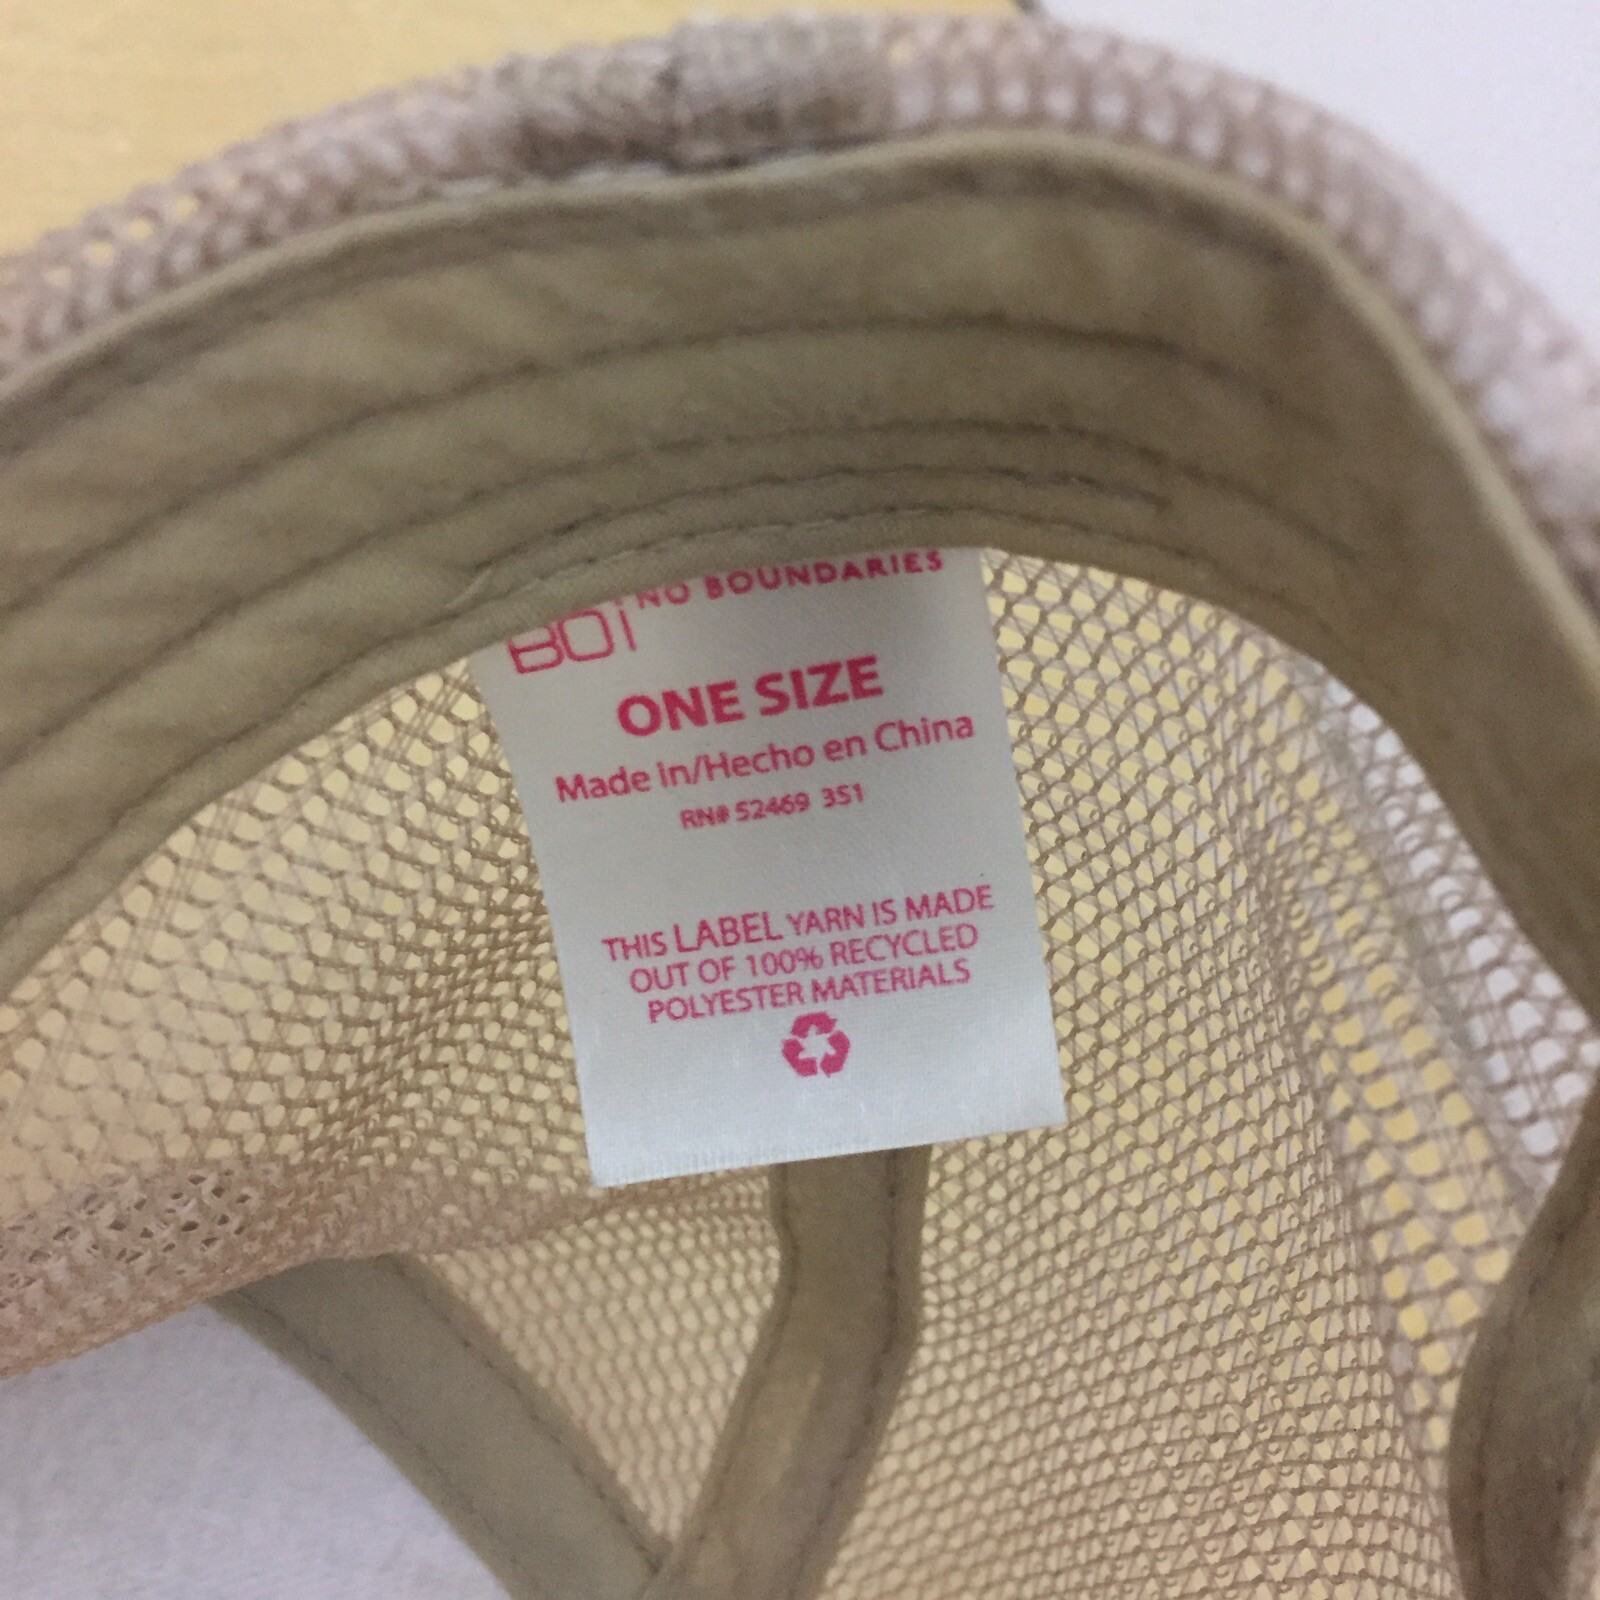 NO BOUNDARIES
BOT
ONE SIZE
Made in/Hecho en China
RN# 52469 351
THIS LABEL YARN IS MADE
OUT OF 100% RECYCLED
POLYESTER MATERIALS